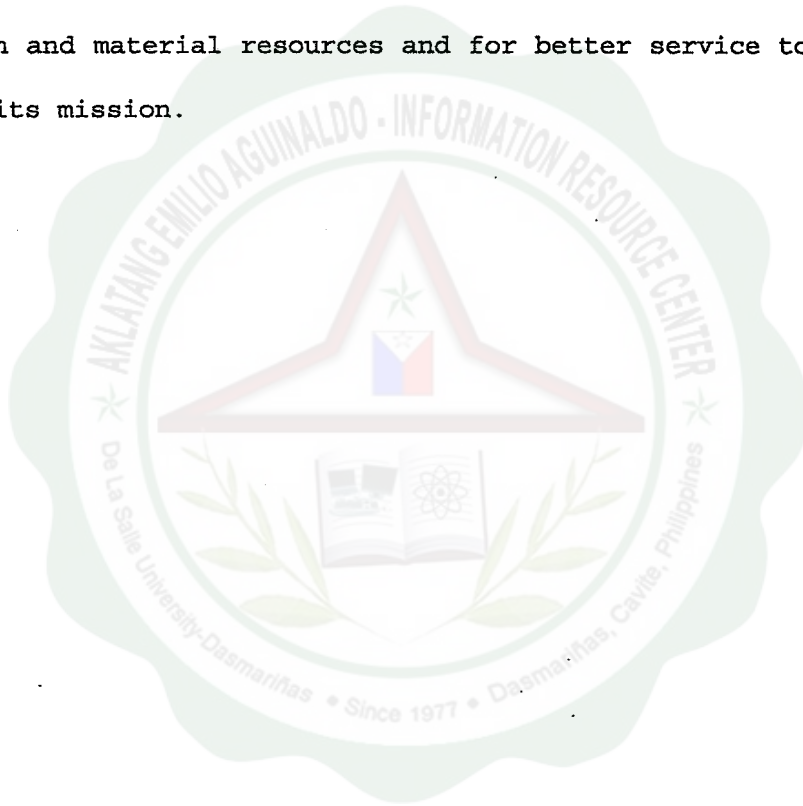 and material resources and for better service to
its mission.
AKLATANG EMILIO AGUINALDO - INFORMATION RESOURCE CENTER
De La Salle University-Dasmariñas • Since 1977 • Dasmariñas, Cavite, Philippines